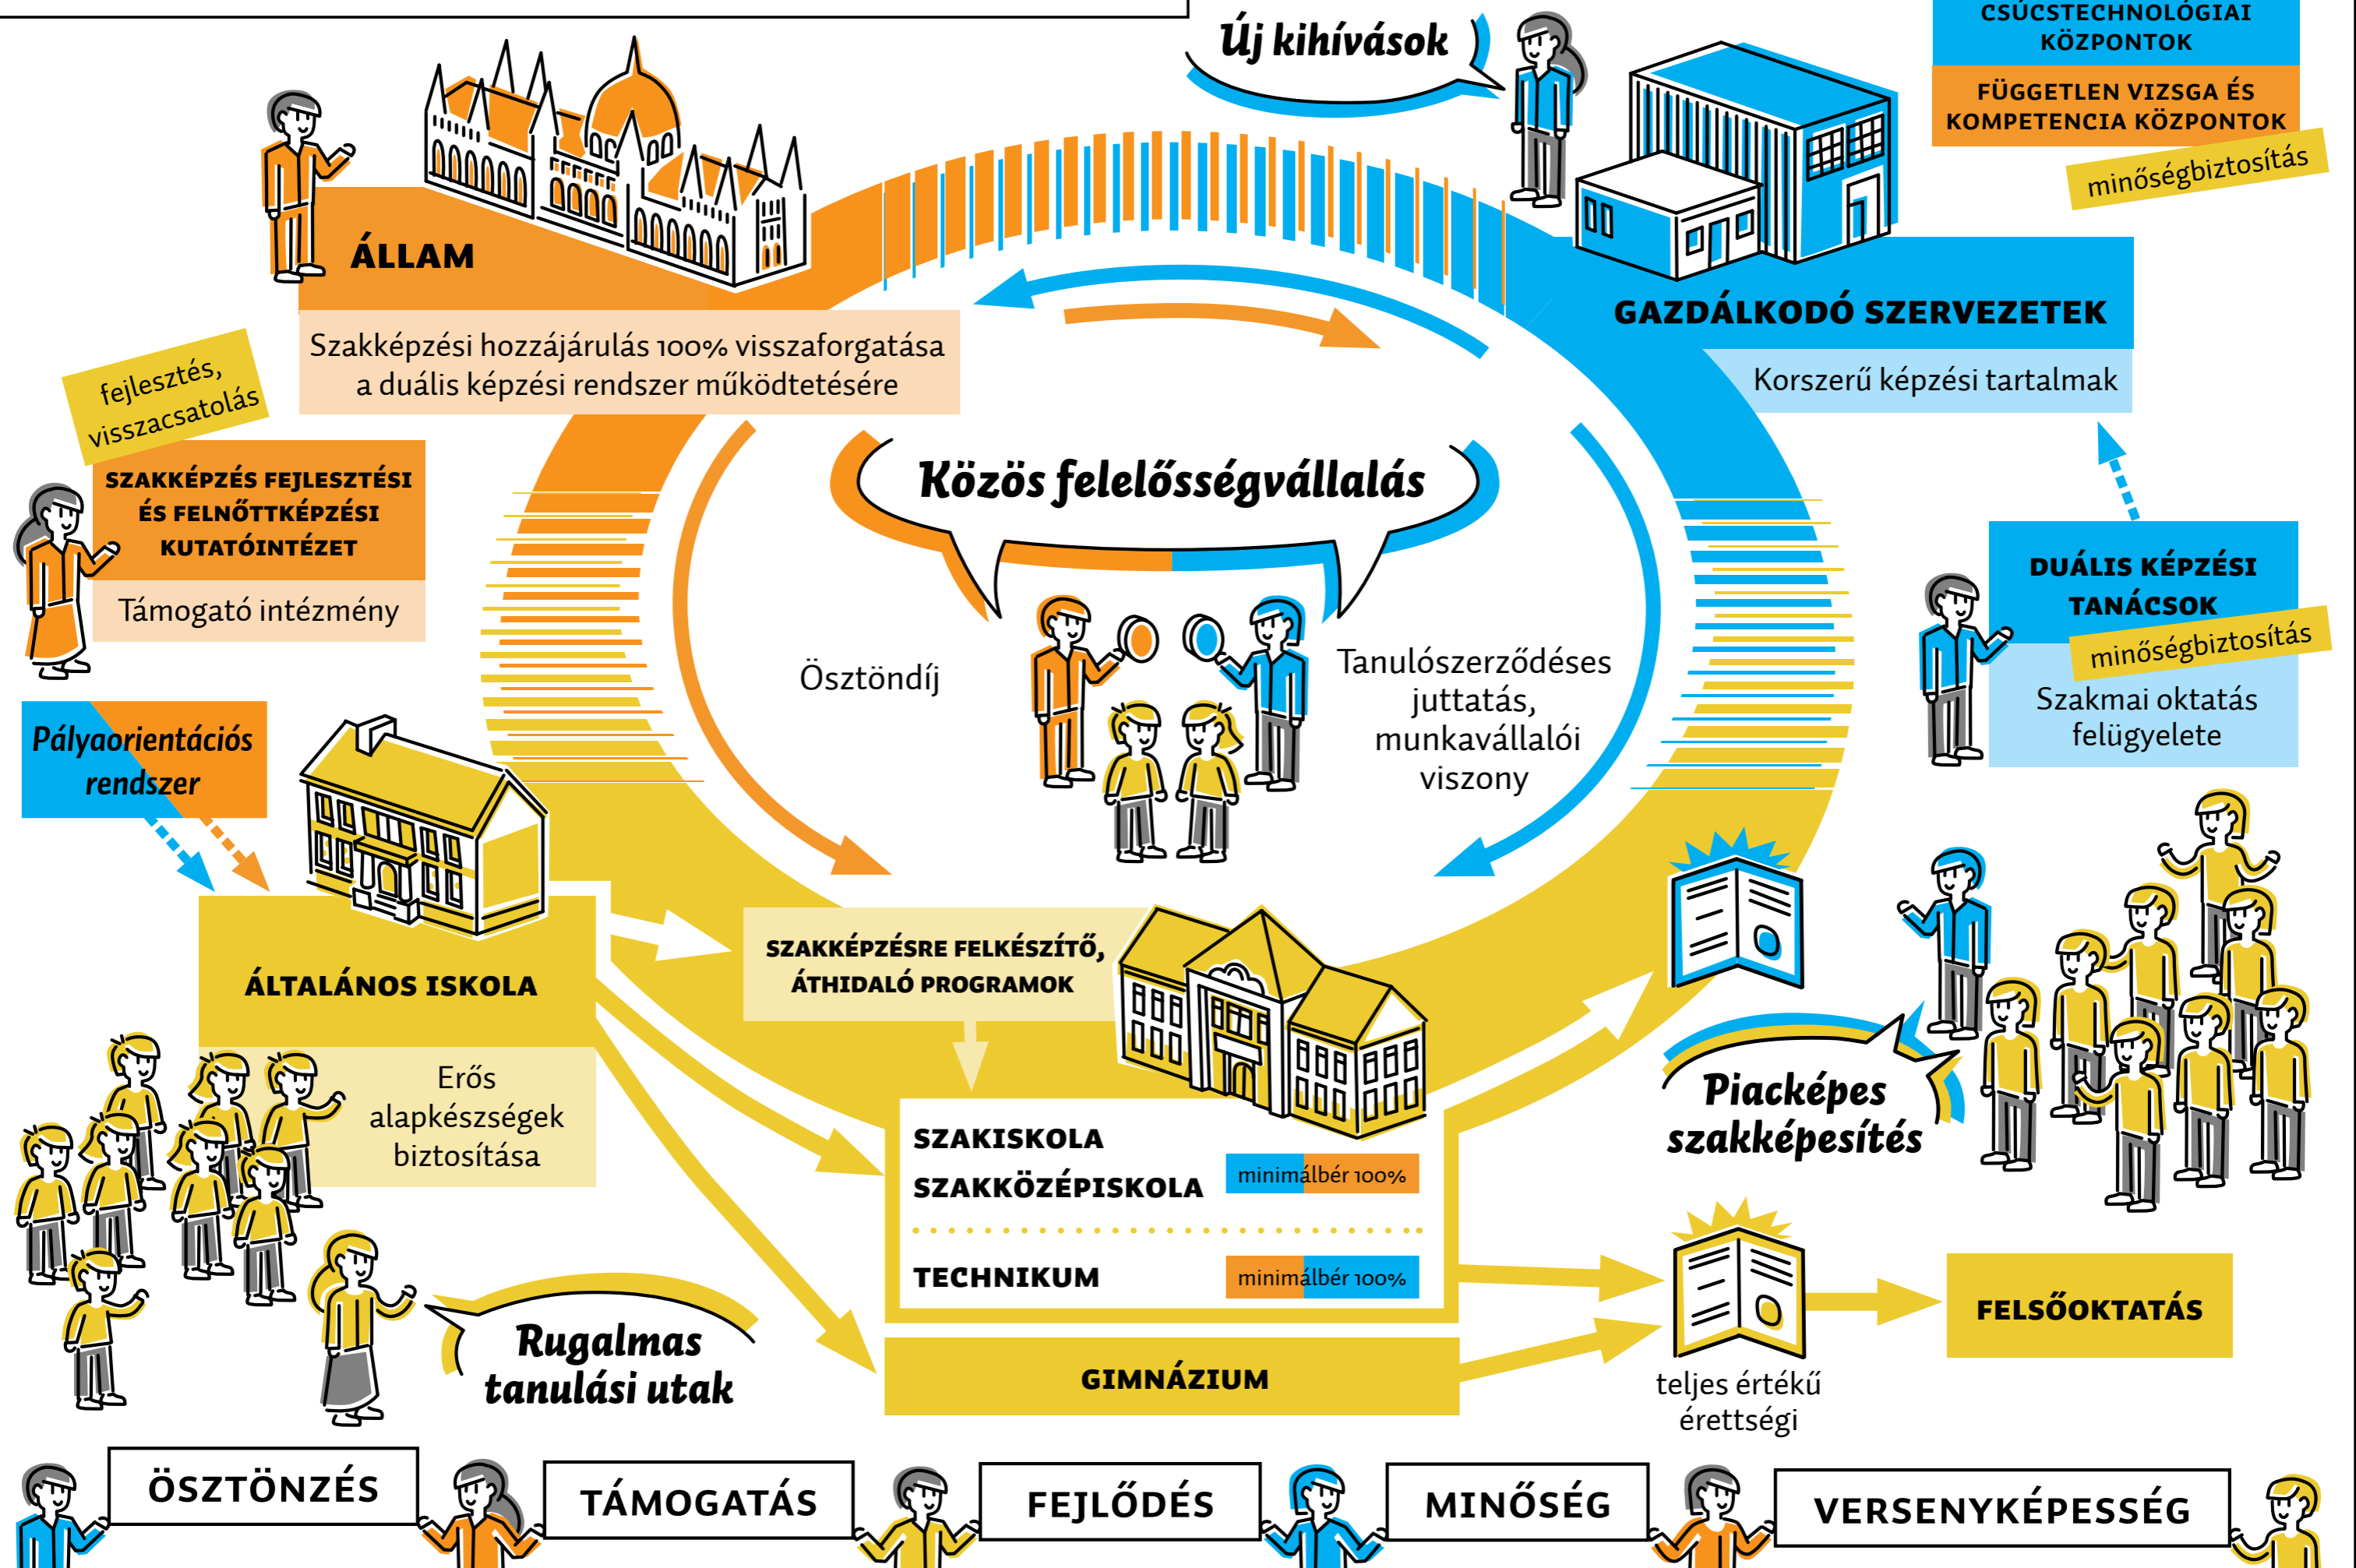 Új kihívások
CSÚCSTECHNOLÓGIAI
KÖZPONTOK
FÜGGETLEN VIZSGA ÉS
KOMPETENCIA KÖZPONTOK
minőségbiztosítás
ÁLLAM
Szakképzési hozzájárulás 100% visszaforgatása
a duális képzési rendszer működtetésére
GAZDÁLKODÓ SZERVEZETEK
Korszerű képzési tartalmak
fejlesztés,
visszacsatolás
SZAKKÉPZÉS FEJLESZTÉSI
ÉS FELNŐTTKÉPZÉSI
KUTATÓINTÉZET
Támogató intézmény
Közös felelősségvállalás
Ösztöndíj
Tanulószerződéses
juttatás,
munkavállalói
viszony
DUÁLIS KÉPZÉSI
TANÁCSOK
minőségbiztosítás
Szakmai oktatás
felügyelete
Pályaorientációs
rendszer
ÁLTALÁNOS ISKOLA
Erős
alapkészségek
biztosítása
SZAKKÉPZÉSRE FELKÉSZÍTŐ,
ÁTHIDALÓ PROGRAMOK
SZAKISKOLA
SZAKKÖZÉPISKOLA
minimálbér 100%
TECHNIKUM
minimálbér 100%
GIMNÁZIUM
Piacképes
szakképesítés
Rugalmas
tanulási utak
teljes értékű
érettségi
FELSŐOKTATÁS
ÖSZTÖNZÉS
TÁMOGATÁS
FEJLŐDÉS
MINŐSÉG
VERSENYKÉPESSÉG